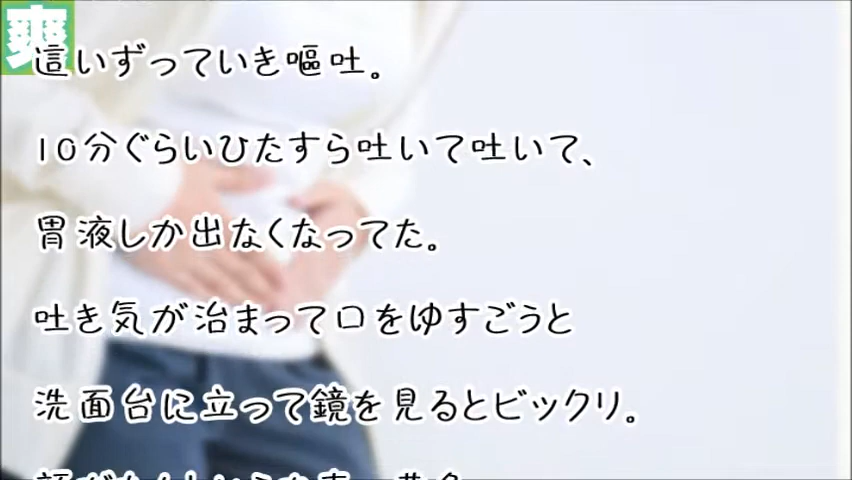 爽
這いずっていき嘔吐。
10分ぐらいひたすら吐いて吐いて、
胃液しか出なくなってた。
吐き気が治まって口をゆすごうと
洗面台に立って鏡を見るとビックリ。